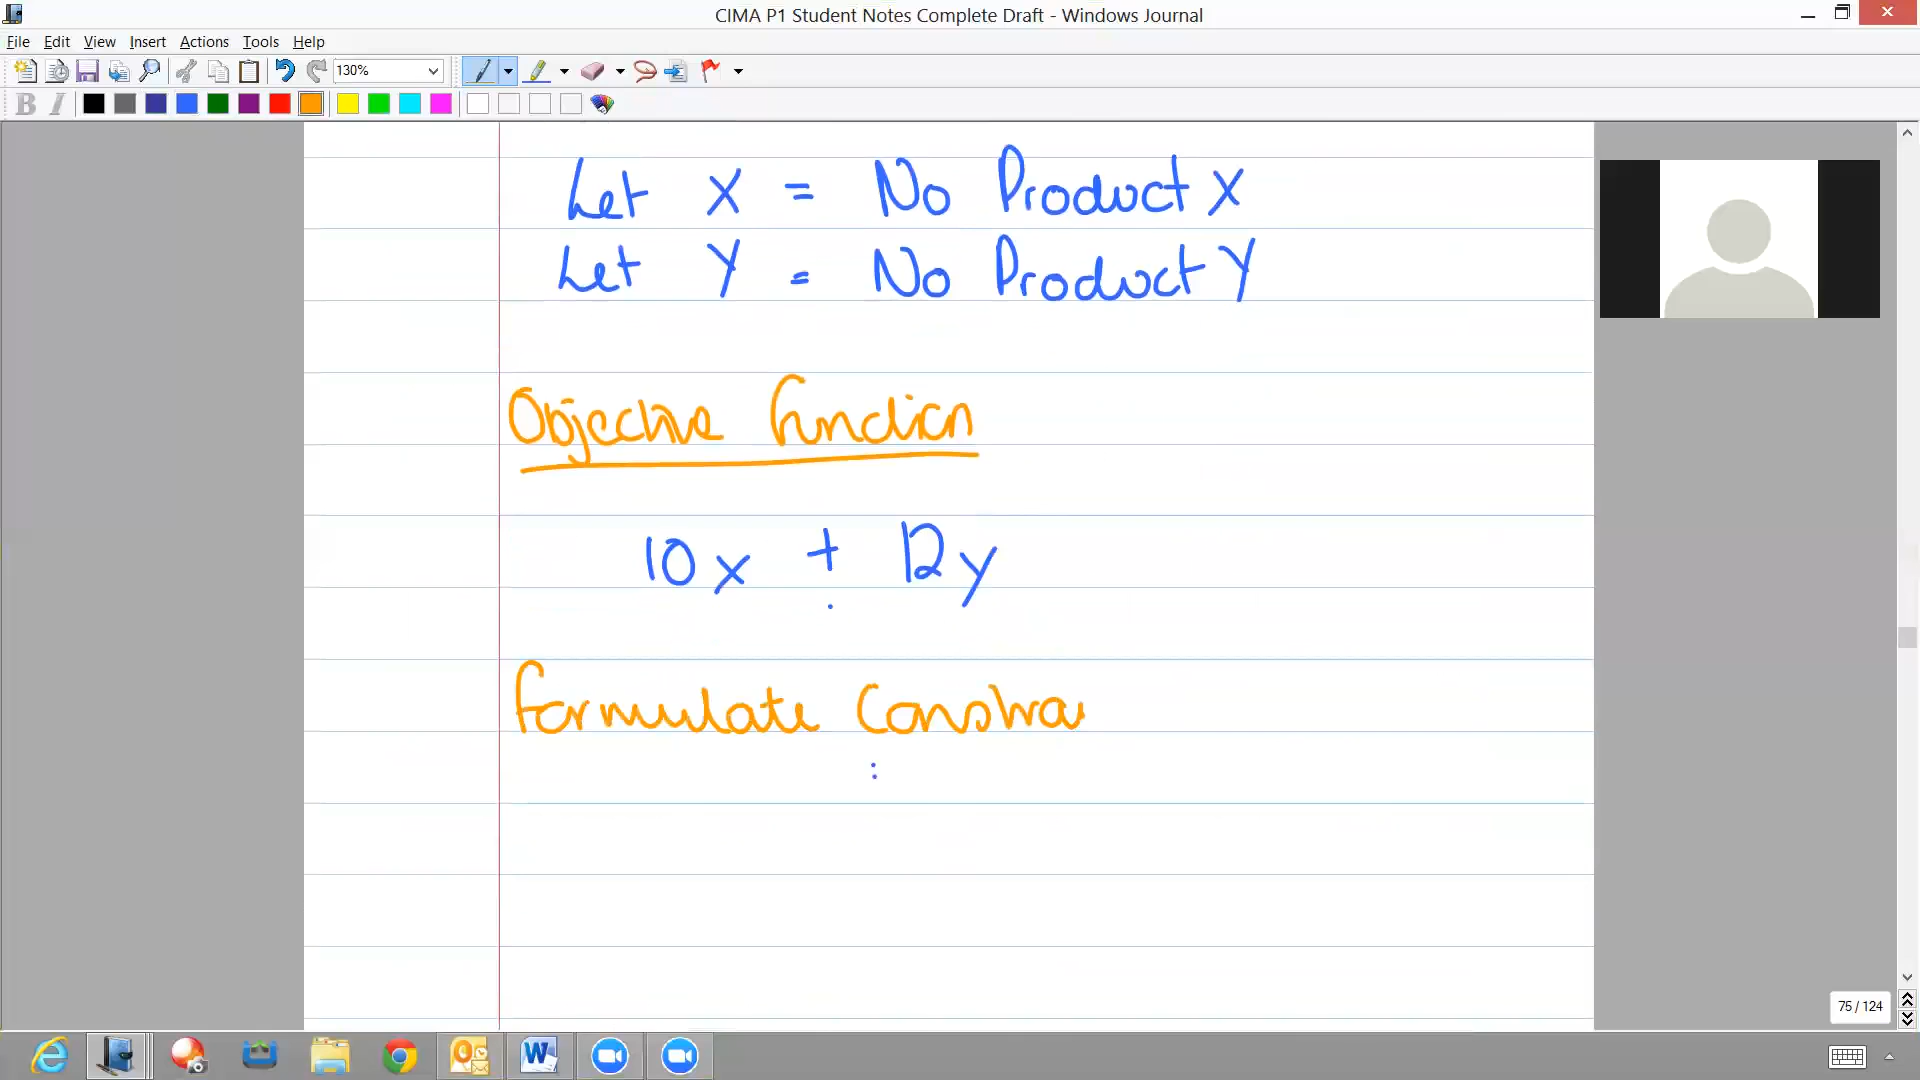 CIMA P1 Student Notes Complete Draft - Windows Journal
File Edit View Insert Actions Tools Help
130%
B I
Let X = No Product X
Let Y = No Product Y
Objective Function
10x + 12y
Formulate Constra
:
75 / 124